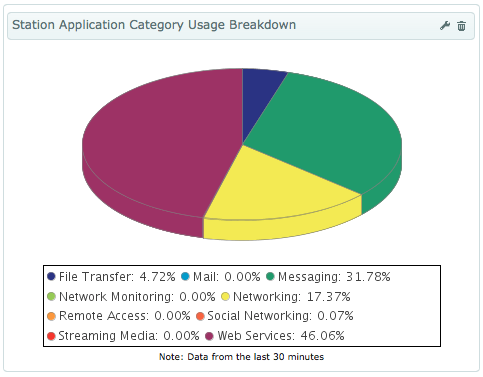 Station Application Category Usage Breakdown
File Transfer: 4.72% Mail: 0.00% Messaging: 31.78%
Network Monitoring: 0.00% Networking: 17.37%
Remote Access: 0.00% Social Networking: 0.07%
Streaming Media: 0.00% Web Services: 46.06%
Note: Data from the last 30 minutes